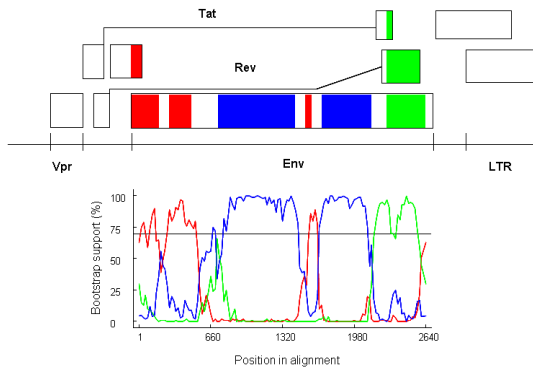 Tat
Rev
Vpr
Env
LTR
Bootstrap support (%)
100
75
50
25
0
1
660
1320
1980
2640
Position in alignment